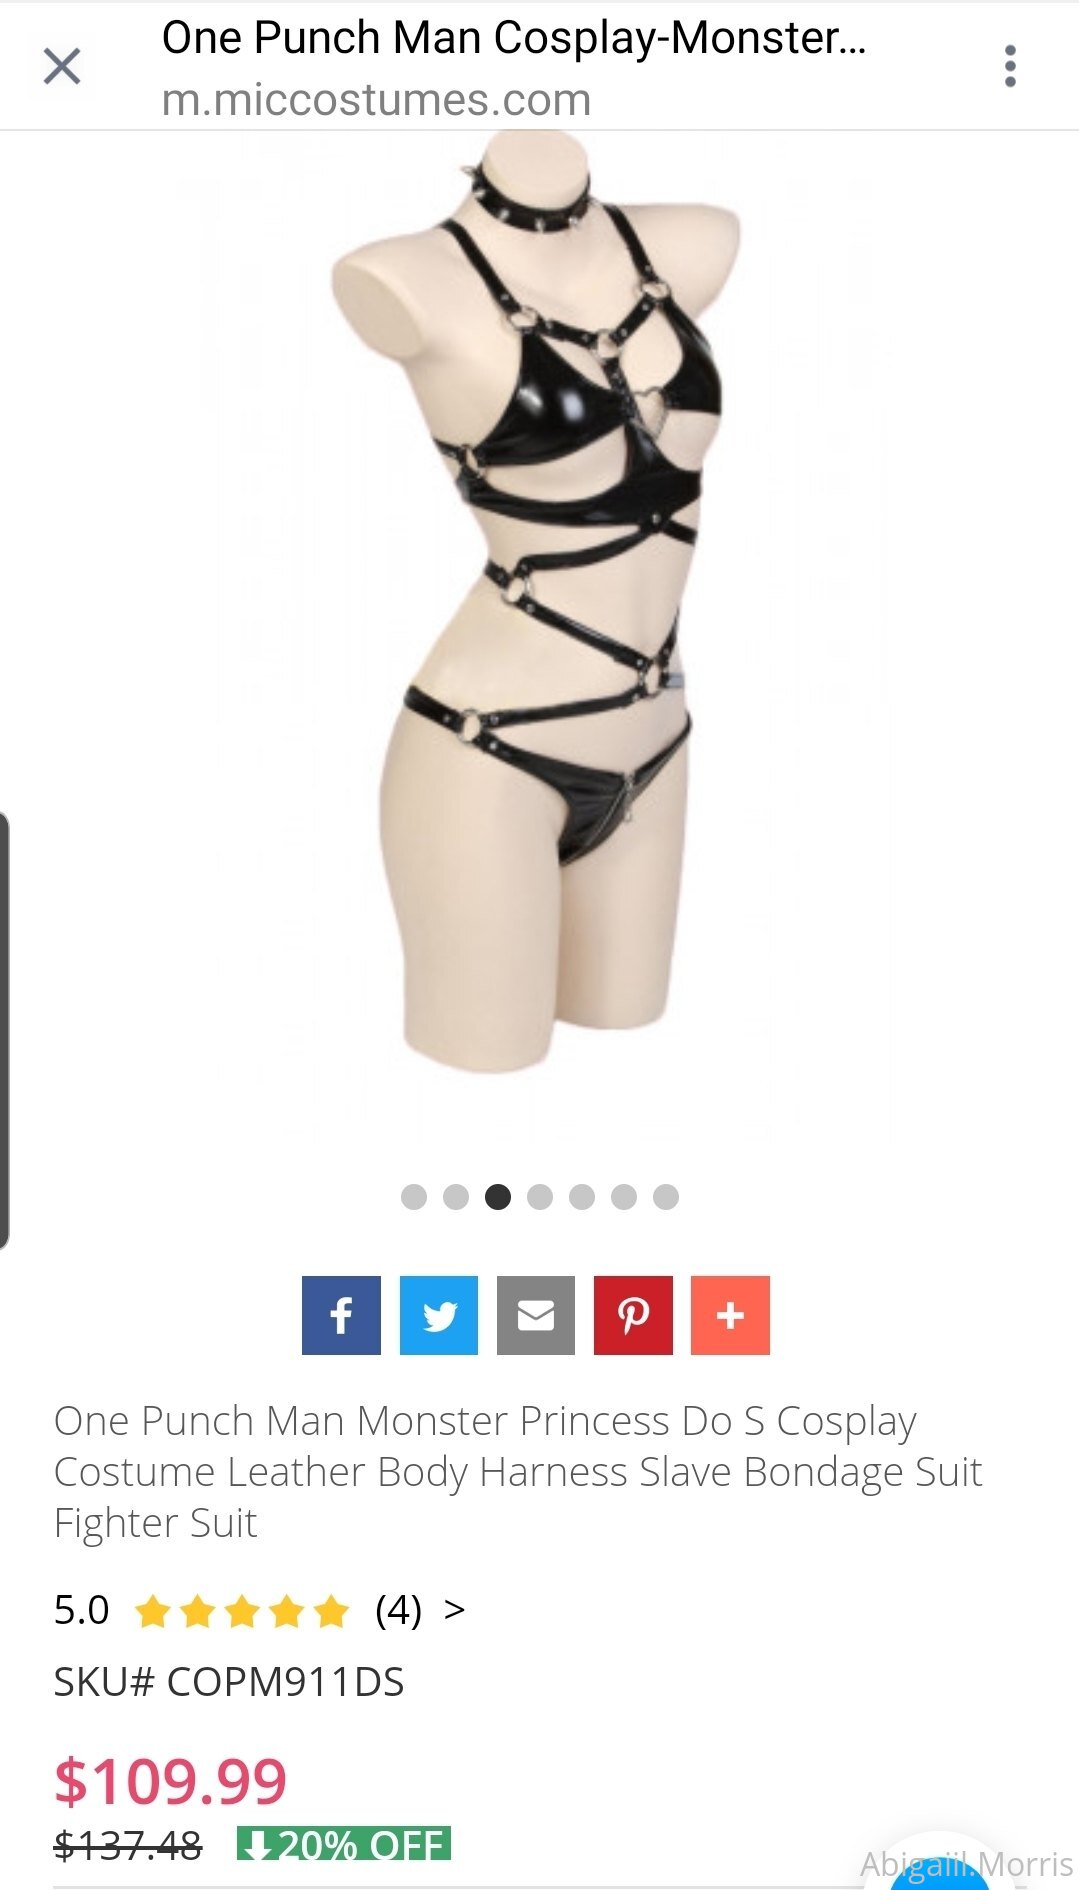 One Punch Man Cosplay-Monster...
m.miccostumes.com
One Punch Man Monster Princess Do S Cosplay
Costume Leather Body Harness Slave Bondage Suit
Fighter Suit
5.0 (4) >
SKU# COPM911DS
$109.99
$137.48 20% OFF
Abigaiil.Morris